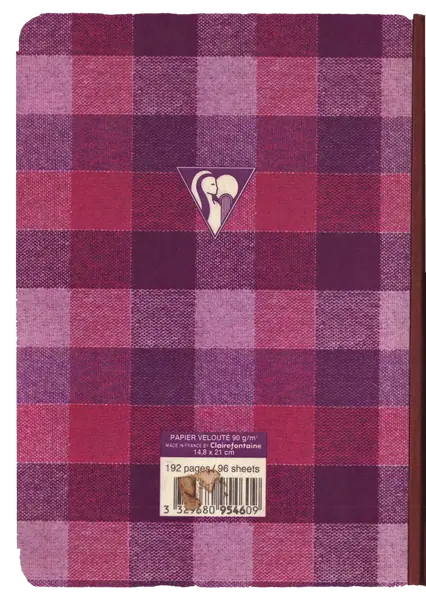 PAPIER VELOUTÉ 90 g/m²
MADE IN FRANCE BY Clairefontaine
14,8 x 21 cm
192 pages / 96 sheets
3 329680 954609